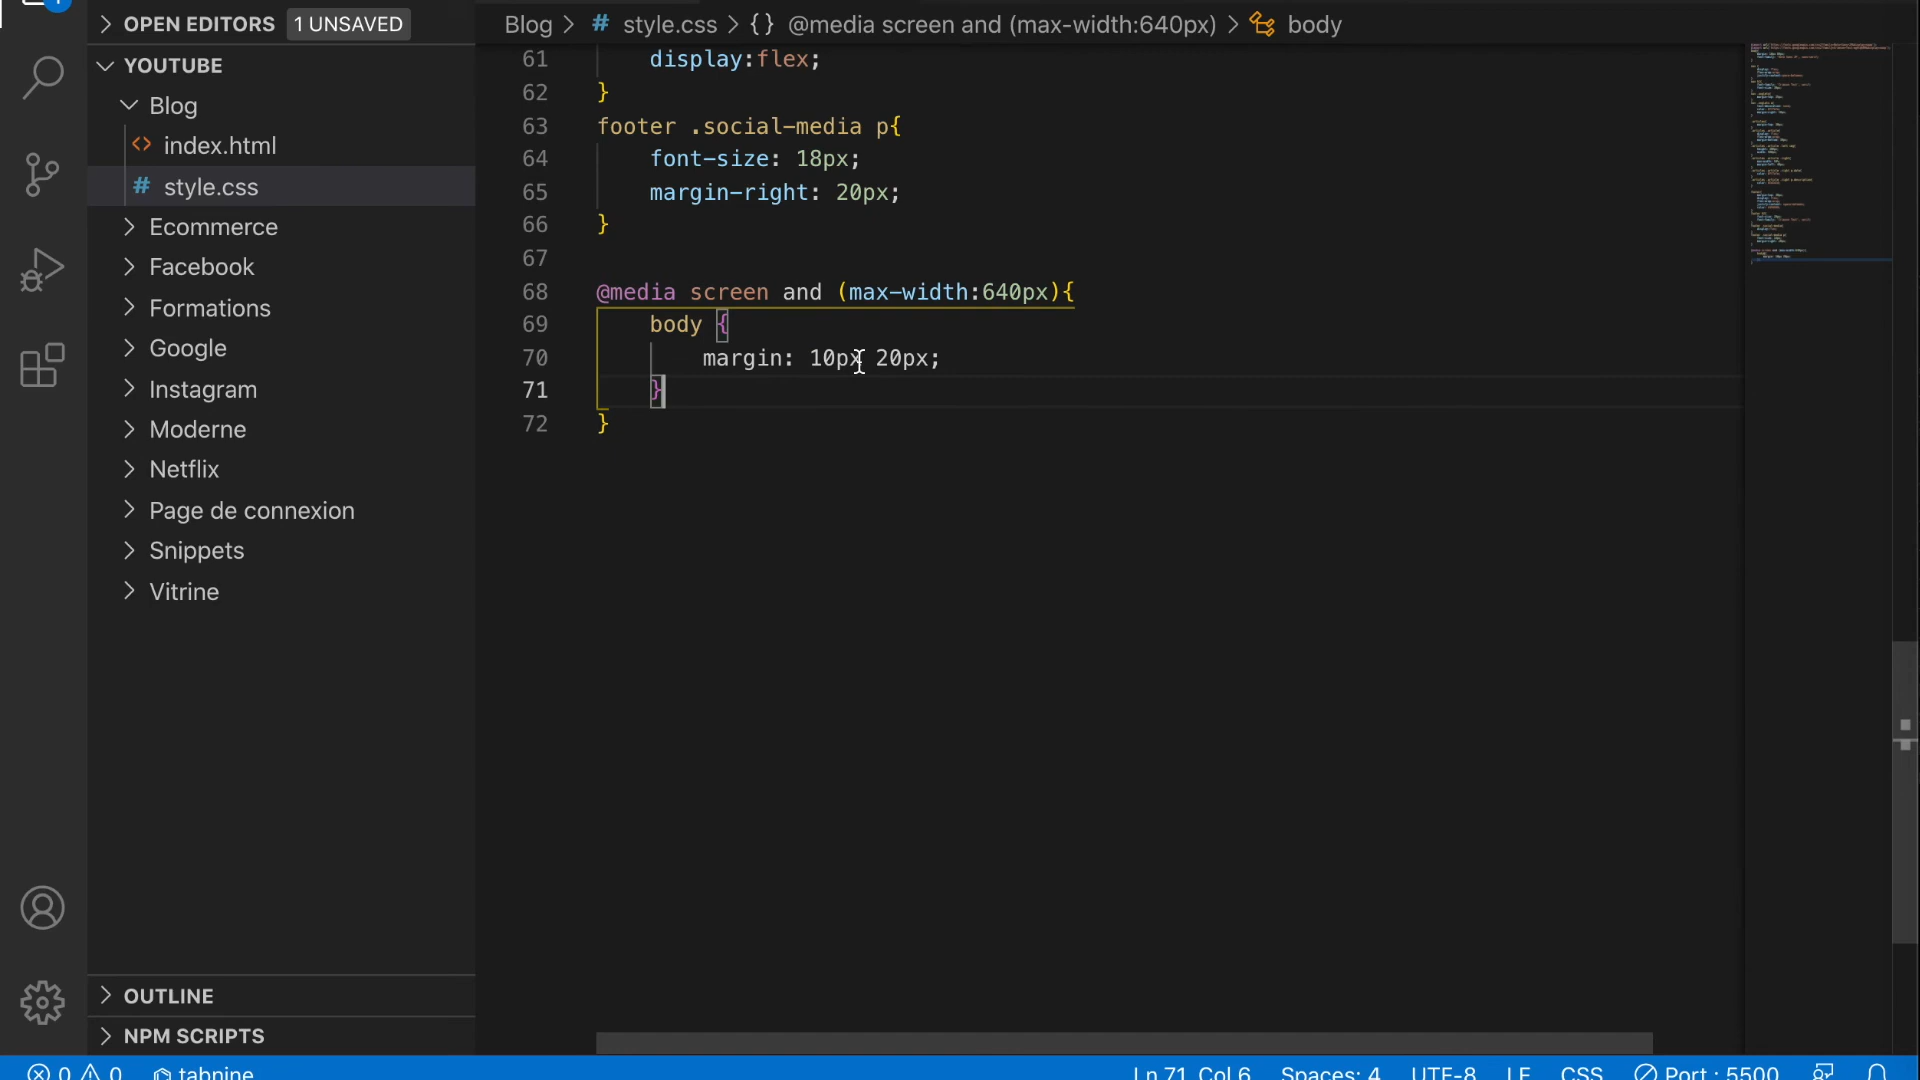 OPEN EDITORS 1 UNSAVED
YOUTUBE
Blog
index.html
# style.css
Ecommerce
Facebook
Formations
Google
Instagram
Moderne
Netflix
Page de connexion
Snippets
Vitrine
OUTLINE
NPM SCRIPTS
Blog > # style.css > {} @media screen and (max-width:640px) > body
61 display:flex;
62 }
63 footer .social-media p{
64 font-size: 18px;
65 margin-right: 20px;
66 }
67
68 @media screen and (max-width:640px){
69 body {
70 margin: 10px 20px;
71 }
72 }
0 0 tabnine Ln 71, Col 6 Spaces: 4 UTF-8 LF CSS Port : 5500